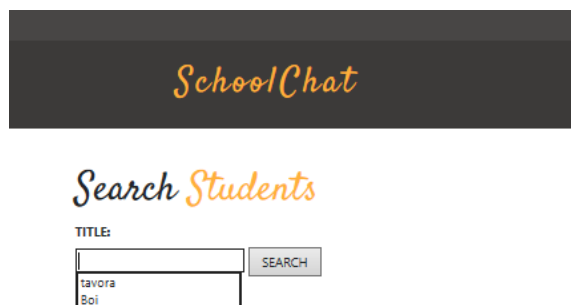 SchoolChat
Search Students
TITLE:
SEARCH
tavora
Boi